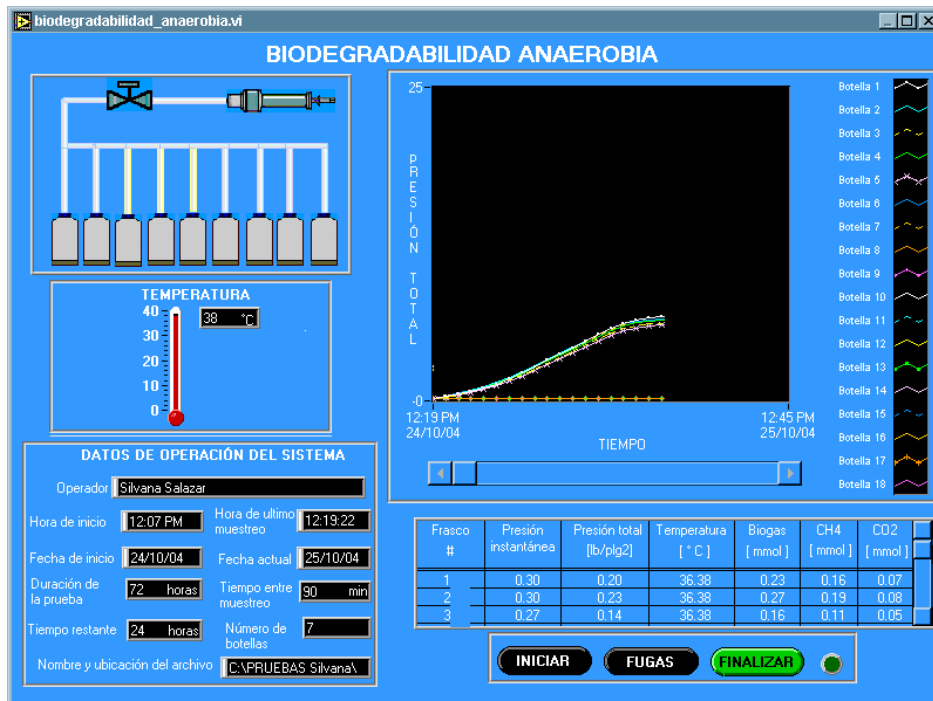 biodegradabilidad_anaerobia.vi
BIODEGRADABILIDAD ANAEROBIA
TEMPERATURA
38 °C
40
30
20
10
0
DATOS DE OPERACIÓN DEL SISTEMA
Operador Silvana Salazar
Hora de inicio 12:07 PM Hora de ultimo muestreo 12:19:22
Fecha de inicio 24/10/04 Fecha actual 25/10/04
Duración de la prueba 72 horas Tiempo entre muestreo 90 min
Tiempo restante 24 horas Número de botellas 7
Nombre y ubicación del archivo C:\PRUEBAS Silvana\
25
PRESIÓN TOTAL
-0
12:19 PM 12:45 PM
24/10/04 25/10/04
TIEMPO
Botella 1
Botella 2
Botella 3
Botella 4
Botella 5
Botella 6
Botella 7
Botella 8
Botella 9
Botella 10
Botella 11
Botella 12
Botella 13
Botella 14
Botella 15
Botella 16
Botella 17
Botella 18
Frasco Presión Presión total Temperatura Biogas CH4 CO2
# instantánea [lb/plg2] [ ° C ] [ mmol ] [ mmol ] [ mmol ]
1 0.30 0.20 36.38 0.23 0.16 0.07
2 0.30 0.23 36.38 0.27 0.19 0.08
3 0.27 0.14 36.38 0.16 0.11 0.05
INICIAR FUGAS FINALIZAR